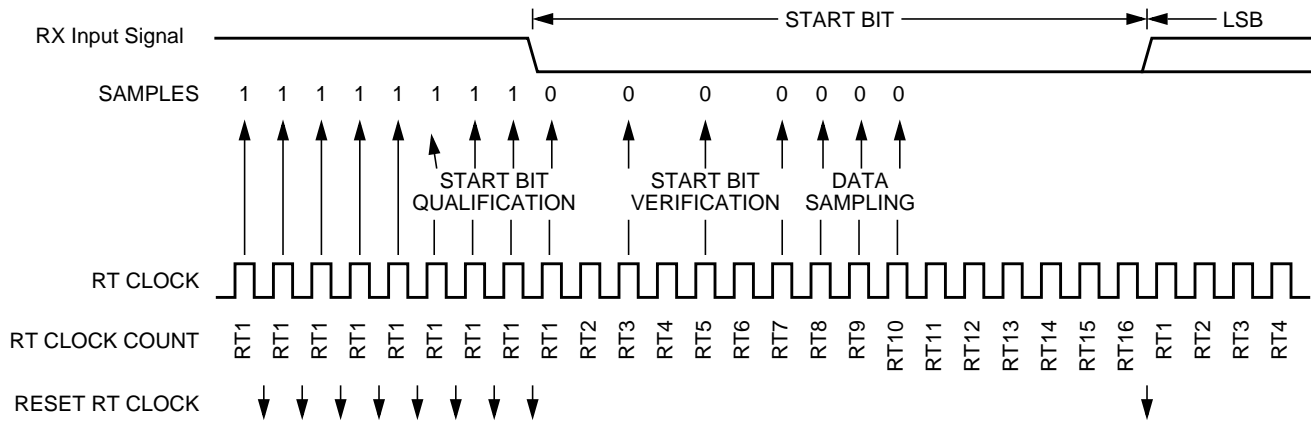 START BIT LSB
RX Input Signal
SAMPLES 1 1 1 1 1 1 1 1 0 0 0 0 0 0 0
START BIT QUALIFICATION
START BIT VERIFICATION
DATA SAMPLING
RT CLOCK
RT CLOCK COUNT RT1 RT1 RT1 RT1 RT1 RT1 RT1 RT1 RT1 RT2 RT3 RT4 RT5 RT6 RT7 RT8 RT9 RT10 RT11 RT12 RT13 RT14 RT15 RT16 RT1 RT2 RT3 RT4
RESET RT CLOCK